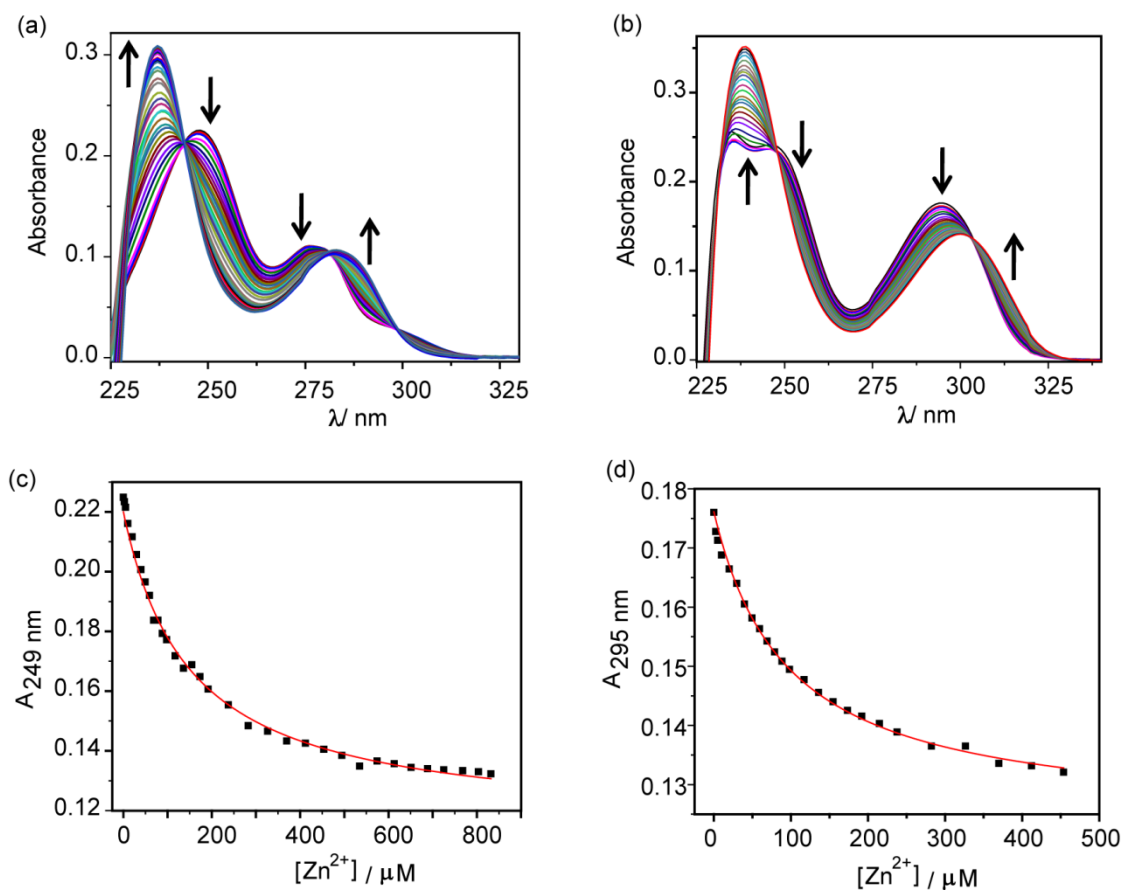 (a)
0.3
0.2
0.1
0.0
Absorbance
225 250 275 300 325
λ/ nm
(b)
0.3
0.2
0.1
0.0
Absorbance
225 250 275 300 325
λ/ nm
(c)
0.22
0.20
0.18
0.16
0.14
0.12
A249 nm
0 200 400 600 800
[Zn²⁺] / μM
(d)
0.18
0.17
0.16
0.15
0.14
0.13
A295 nm
0 100 200 300 400 500
[Zn²⁺] / μM